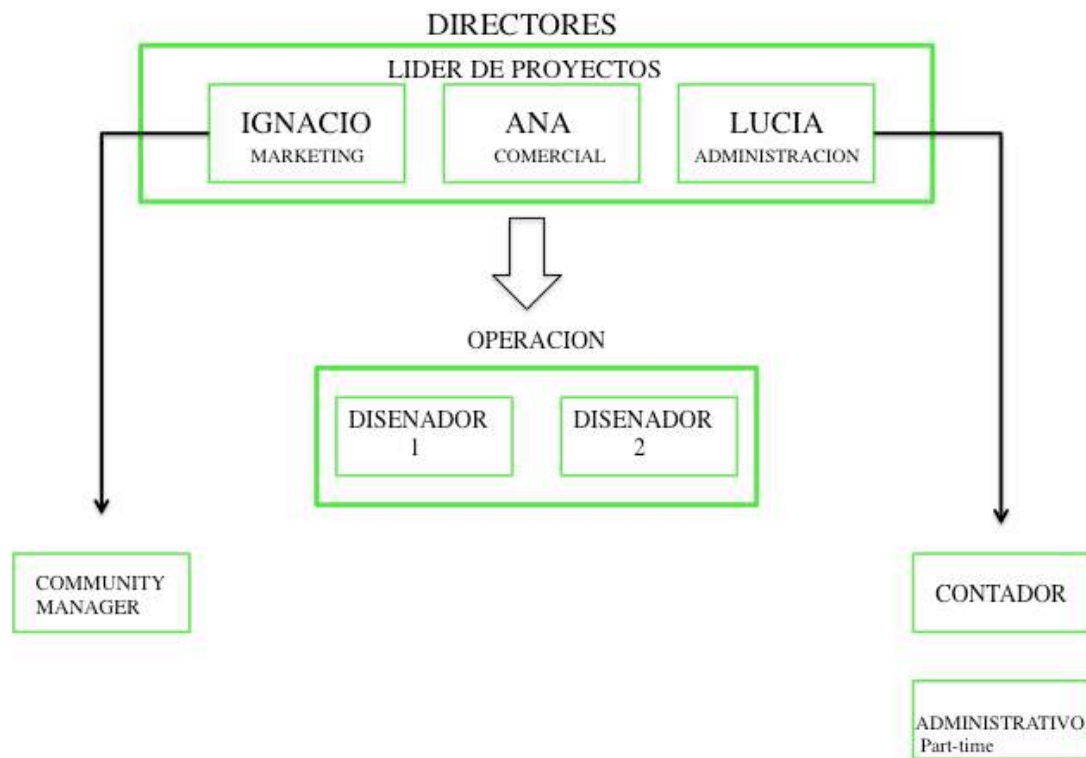 DIRECTORES
LIDER DE PROYECTOS
IGNACIO
MARKETING
ANA
COMERCIAL
LUCIA
ADMINISTRACION
OPERACION
DISENADOR
1
DISENADOR
2
COMMUNITY
MANAGER
CONTADOR
ADMINISTRATIVO
Part-time